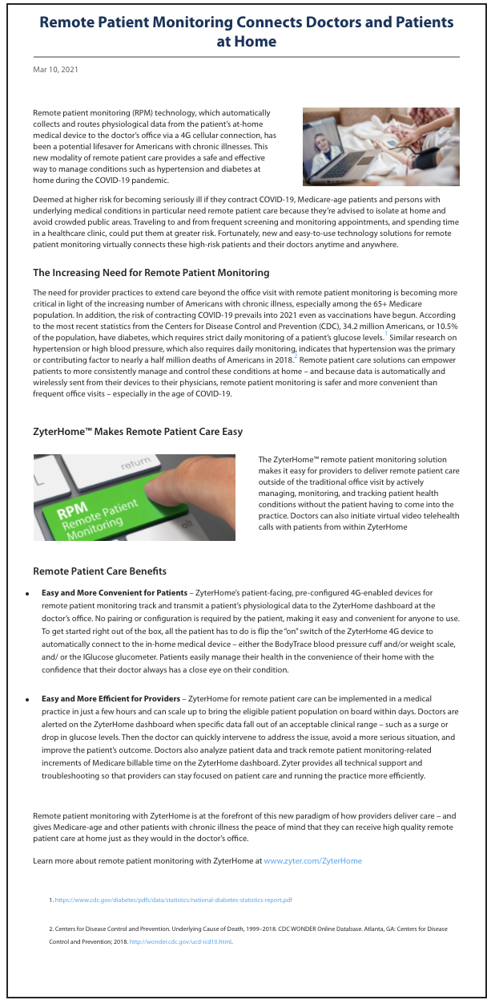 Remote Patient Monitoring Connects Doctors and Patients
at Home
Mar 10, 2021
Remote patient monitoring (RPM) technology, which automatically
collects and routes physiological data from the patient's at-home
medical device to the doctor's office via a 4G cellular connection, has
been a potential lifesaver for Americans with chronic illnesses. This
new modality of remote patient care provides a safe and effective
way to manage conditions such as hypertension and diabetes at
home during the COVID-19 pandemic.
Deemed at higher risk for becoming seriously ill if they contract COVID-19, Medicare-age patients and persons with
underlying medical conditions in particular need remote patient care because they're advised to isolate at home and
avoid crowded public areas. Traveling to and from frequent screening and monitoring appointments, and spending time
in a healthcare clinic, could put them at greater risk. Fortunately, new and easy-to-use technology solutions for remote
patient monitoring virtually connects these high-risk patients and their doctors anytime and anywhere.
The Increasing Need for Remote Patient Monitoring
The need for provider practices to extend care beyond the office visit with remote patient monitoring is becoming more
critical in light of the increasing number of Americans with chronic illness, especially among the 65+ Medicare
population. In addition, the risk of contracting COVID-19 prevails into 2021 even as vaccinations have begun. According
to the most recent statistics from the Centers for Disease Control and Prevention (CDC), 34.2 million Americans, or 10.5%
of the population, have diabetes, which requires strict daily monitoring of a patient's glucose levels.1 Similar research on
hypertension or high blood pressure, which also requires daily monitoring, indicates that hypertension was the primary
or contributing factor to nearly a half million deaths of Americans in 2018.2 Remote patient care solutions can empower
patients to more consistently manage and control these conditions at home – and because data is automatically and
wirelessly sent from their devices to their physicians, remote patient monitoring is safer and more convenient than
frequent office visits – especially in the age of COVID-19.
ZyterHome™ Makes Remote Patient Care Easy
return
L
RPM
Remote Patient
Monitoring
alt
The ZyterHome™ remote patient monitoring solution
makes it easy for providers to deliver remote patient care
outside of the traditional office visit by actively
managing, monitoring, and tracking patient health
conditions without the patient having to come into the
practice. Doctors can also initiate virtual video telehealth
calls with patients from within ZyterHome
Remote Patient Care Benefits
• Easy and More Convenient for Patients – ZyterHome's patient-facing, pre-configured 4G-enabled devices for
remote patient monitoring track and transmit a patient's physiological data to the ZyterHome dashboard at the
doctor's office. No pairing or configuration is required by the patient, making it easy and convenient for anyone to use.
To get started right out of the box, all the patient has to do is flip the "on" switch of the ZyterHome 4G device to
automatically connect to the in-home medical device – either the BodyTrace blood pressure cuff and/or weight scale,
and/ or the IGlucose glucometer. Patients easily manage their health in the convenience of their home with the
confidence that their doctor always has a close eye on their condition.
• Easy and More Efficient for Providers – ZyterHome for remote patient care can be implemented in a medical
practice in just a few hours and can scale up to bring the eligible patient population on board within days. Doctors are
alerted on the ZyterHome dashboard when specific data fall out of an acceptable clinical range – such as a surge or
drop in glucose levels. Then the doctor can quickly intervene to address the issue, avoid a more serious situation, and
improve the patient's outcome. Doctors also analyze patient data and track remote patient monitoring-related
increments of Medicare billable time on the ZyterHome dashboard. Zyter provides all technical support and
troubleshooting so that providers can stay focused on patient care and running the practice more efficiently.
Remote patient monitoring with ZyterHome is at the forefront of this new paradigm of how providers deliver care – and
gives Medicare-age and other patients with chronic illness the peace of mind that they can receive high quality remote
patient care at home just as they would in the doctor's office.
Learn more about remote patient monitoring with ZyterHome at www.zyter.com/ZyterHome
1. https://www.cdc.gov/diabetes/pdfs/data/statistics/national-diabetes-statistics-report.pdf
2. Centers for Disease Control and Prevention. Underlying Cause of Death, 1999–2018. CDC WONDER Online Database. Atlanta, GA: Centers for Disease
Control and Prevention; 2018. http://wonder.cdc.gov/ucd-icd10.html.